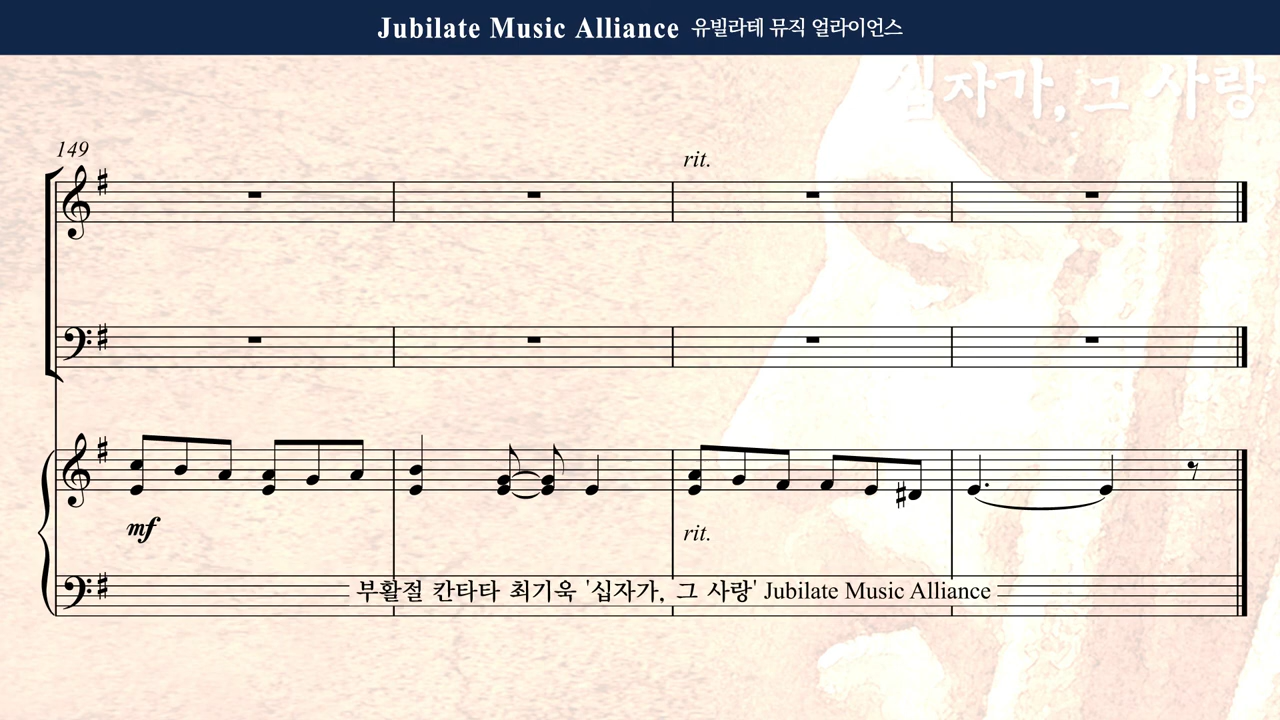 Jubilate Music Alliance 유빌라테 뮤직 얼라이언스
십자가, 그 사랑
149
rit.
mf
rit.
부활절 칸타타 최기욱 '십자가, 그 사랑' Jubilate Music Alliance